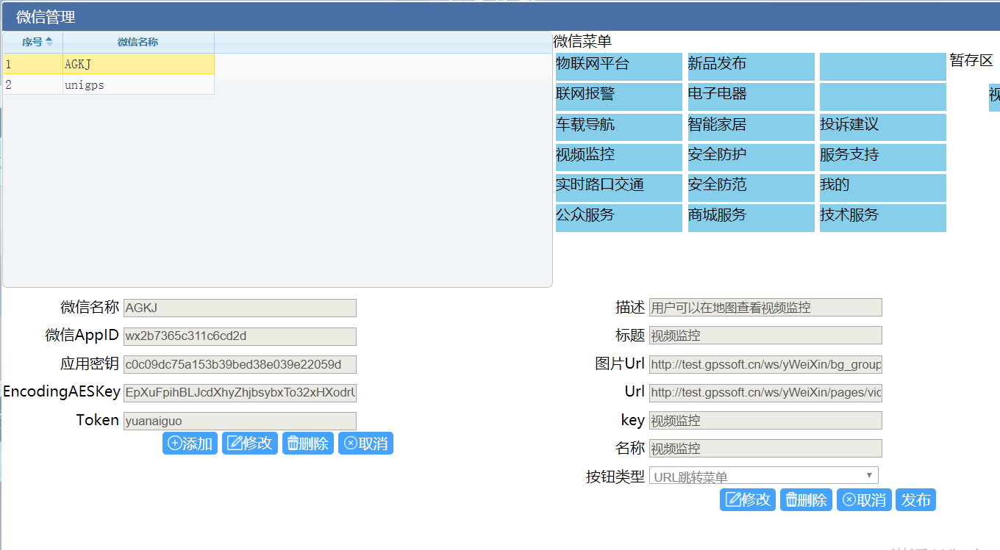 微信管理
序号 微信名称
1 AGKJ
2 unigps
微信菜单
物联网平台 新品发布 暂存区
联网报警 电子电器 视
车载导航 智能家居 投诉建议
视频监控 安全防护 服务支持
实时路口交通 安全防范 我的
公众服务 商城服务 技术服务
微信名称 AGKJ
微信AppID wx2b7365c311c6cd2d
应用密钥 c0c09dc75a153b39bed38e039e22059d
EncodingAESKey EpXuFpihBLJcdXhyZhjbsybxTo32xHXodrU
Token yuanaiguo
添加 修改 删除 取消
描述 用户可以在地图查看视频监控
标题 视频监控
图片Url http://test.gpssoft.cn/ws/yWeiXin/bg_group
Url http://test.gpssoft.cn/ws/yWeiXin/pages/vic
key 视频监控
名称 视频监控
按钮类型 URL跳转菜单
修改 删除 取消 发布